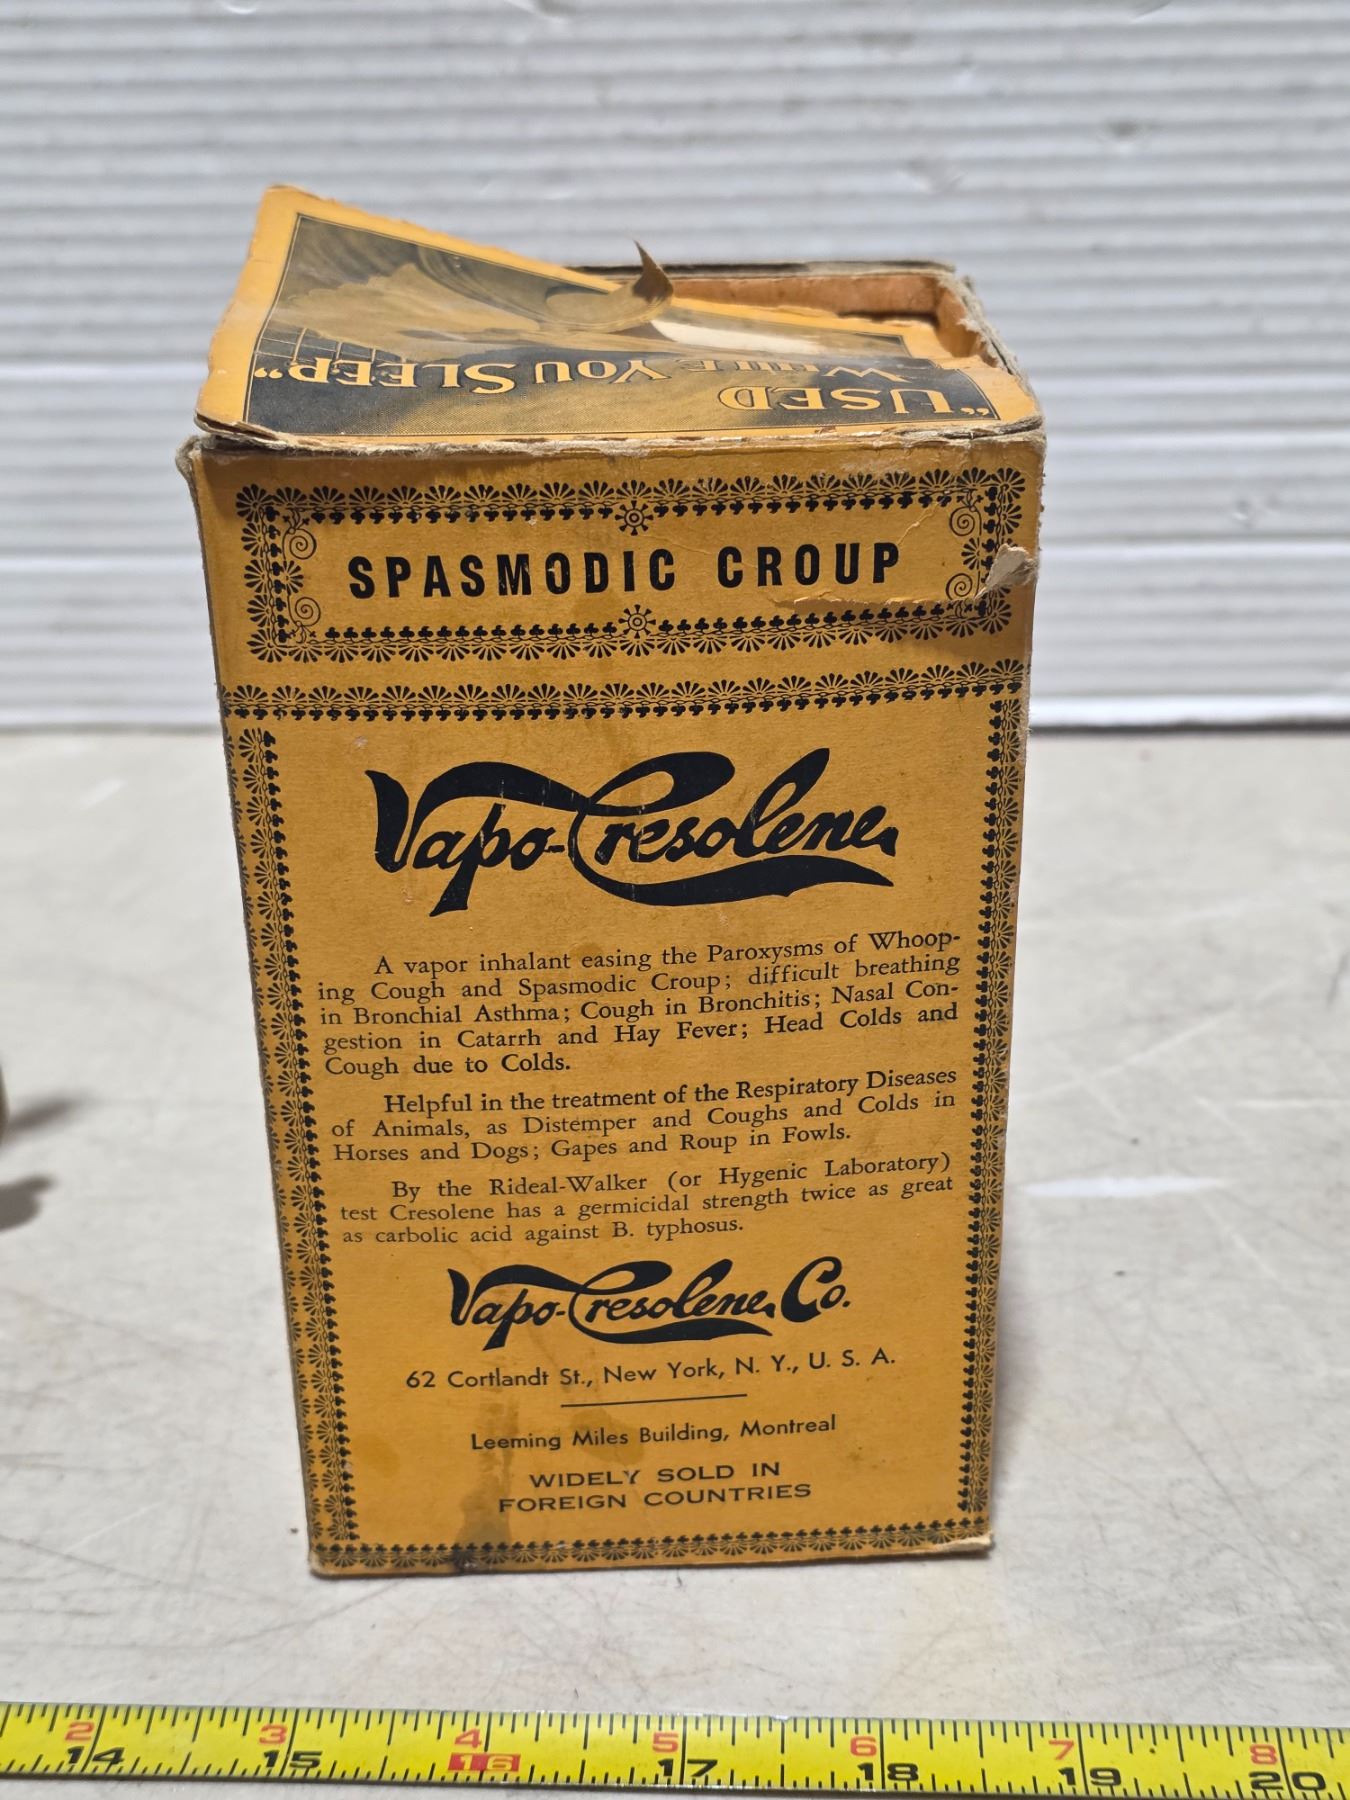 "USED
WHILE YOU SLEEP"
SPASMODIC CROUP
Vapo-Cresolene
A vapor inhalant easing the Paroxysms of Whoop-
ing Cough and Spasmodic Croup; difficult breathing
in Bronchial Asthma; Cough in Bronchitis; Nasal Con-
gestion in Catarrh and Hay Fever; Head Colds and
Cough due to Colds.
Helpful in the treatment of the Respiratory Diseases
of Animals, as Distemper and Coughs and Colds in
Horses and Dogs; Gapes and Roup in Fowls.
By the Rideal-Walker (or Hygenic Laboratory)
test Cresolene has a germicidal strength twice as great
as carbolic acid against B. typhosus.
Vapo-Cresolene Co.
62 Cortlandt St., New York, N. Y., U. S. A.
Leeming Miles Building, Montreal
WIDELY SOLD IN
FOREIGN COUNTRIES
2 3 4 5 6 7 8
14 15 16 17 18 19 20